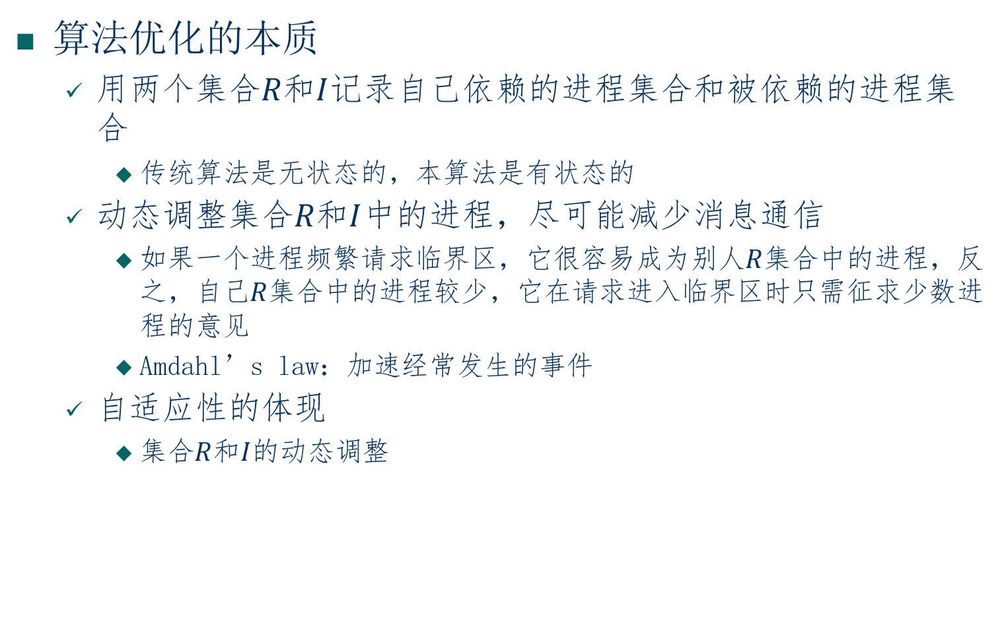 算法优化的本质
用两个集合R和I记录自己依赖的进程集合和被依赖的进程集
合
传统算法是无状态的，本算法是有状态的
动态调整集合R和I中的进程，尽可能减少消息通信
如果一个进程频繁请求临界区，它很容易成为别人R集合中的进程，反
之，自己R集合中的进程较少，它在请求进入临界区时只需征求少数进
程的意见
Amdahl’s law：加速经常发生的事件
自适应性的体现
集合R和I的动态调整